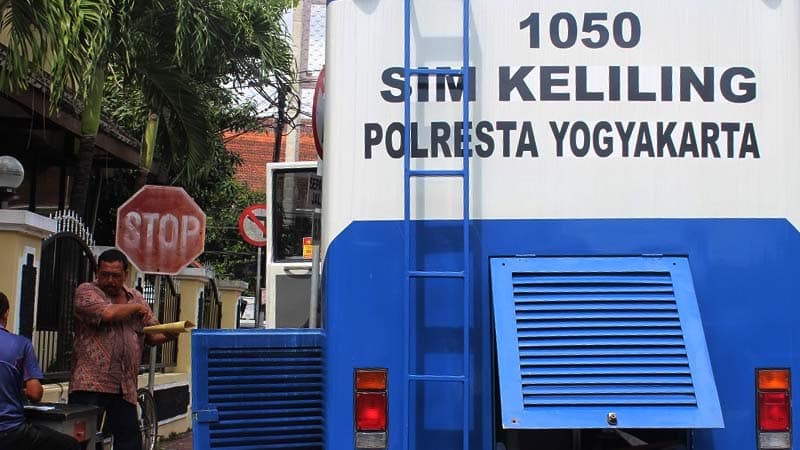 1050
SIM KELILING
POLRESTA YOGYAKARTA
STOP